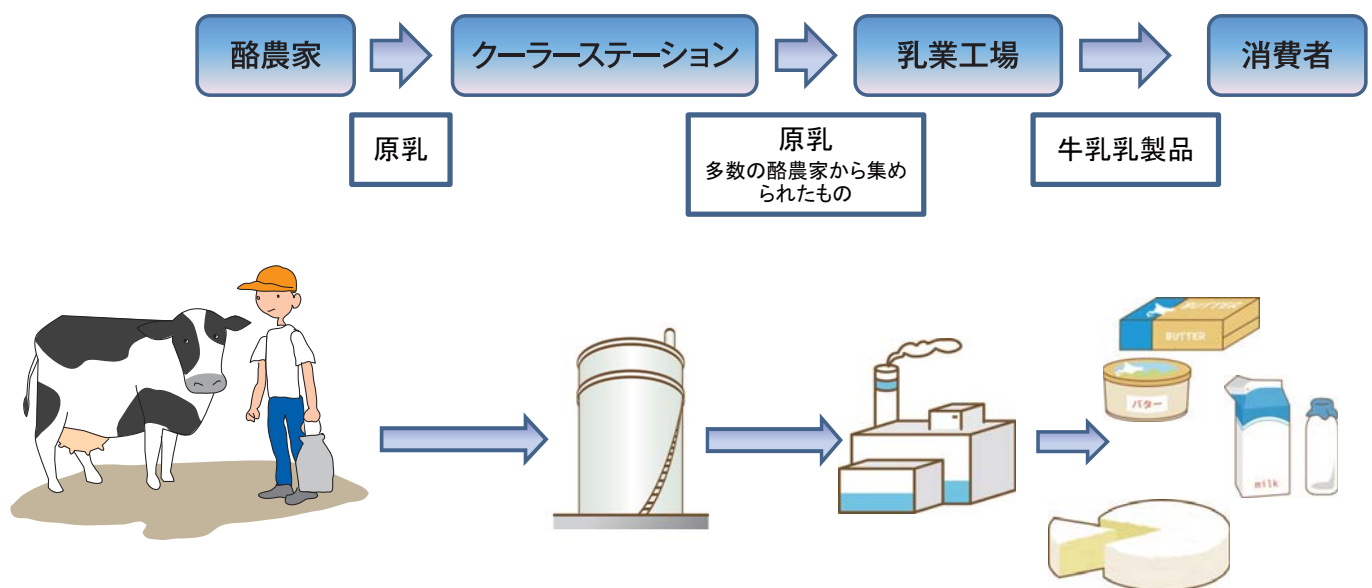 酪農家
クーラーステーション
乳業工場
消費者
原乳
原乳
多数の酪農家から集め
られたもの
牛乳乳製品
BUTTER
BUTTER
バター
milk